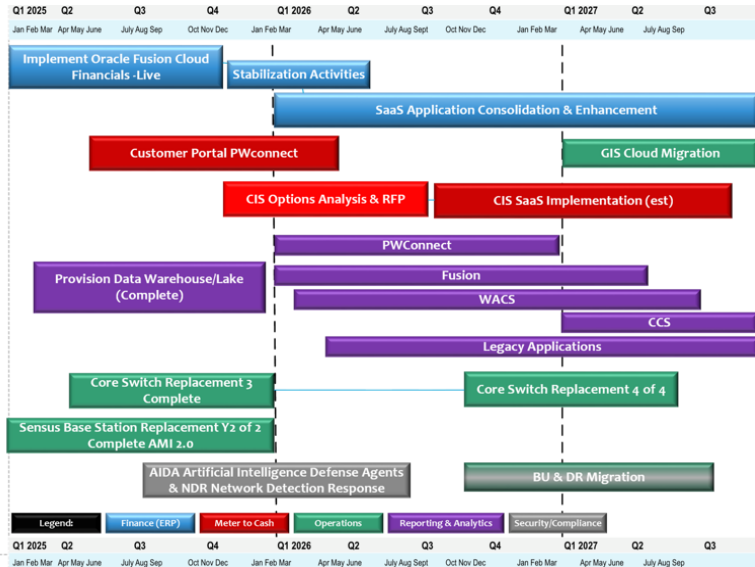 Q1 2025 Q2 Q3 Q4 Q1 2026 Q2 Q3 Q4 Q1 2027 Q2 Q3
Jan Feb Mar Apr May June July Aug Sep Oct Nov Dec Jan Feb Mar Apr May June July Aug Sept Oct Nov Dec Jan Feb Mar Apr May June July Aug Sep
Implement Oracle Fusion Cloud
Financials -Live
Stabilization Activities
SaaS Application Consolidation & Enhancement
Customer Portal PWconnect
GIS Cloud Migration
CIS Options Analysis & RFP
CIS SaaS Implementation (est)
PWConnect
Provision Data Warehouse/Lake
(Complete)
Fusion
WACS
CCS
Legacy Applications
Core Switch Replacement 3
Complete
Core Switch Replacement 4 of 4
Sensus Base Station Replacement Y2 of 2
Complete AMI 2.0
AIDA Artificial Intelligence Defense Agents
& NDR Network Detection Response
BU & DR Migration
Legend: Finance (ERP) Meter to Cash Operations Reporting & Analytics Security/Compliance
Q1 2025 Q2 Q3 Q4 Q1 2026 Q2 Q3 Q4 Q1 2027 Q2 Q3
Jan Feb Mar Apr May June July Aug Sep Oct Nov Dec Jan Feb Mar Apr May June July Aug Sep Oct Nov Dec Jan Feb Mar Apr May June July Aug Sep